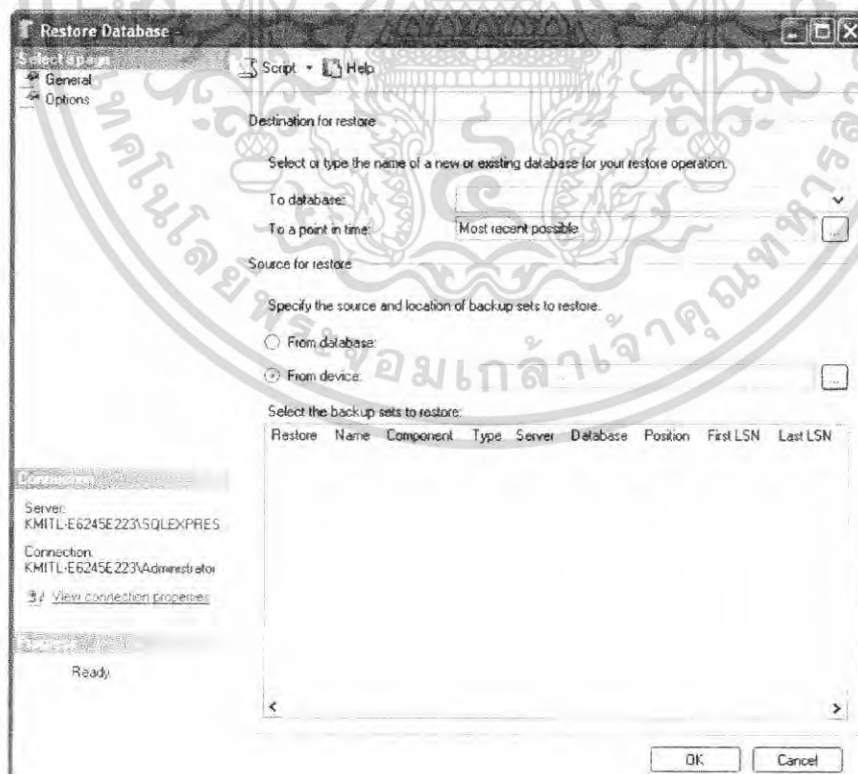 Restore Database -
Select a page
General
Options
Script
Help
Destination for restore
Select or type the name of a new or existing database for your restore operation.
To database:
To a point in time:
Most recent possible
Source for restore
Specify the source and location of backup sets to restore.
From database:
From device:
Select the backup sets to restore:
Restore Name Component Type Server Database Position First LSN Last LSN
Connection
Server:
KMITL-E6245E223\SQLEXPRES
Connection:
KMITL-E6245E223\Administrator
View connection properties
Progress
Ready
OK
Cancel